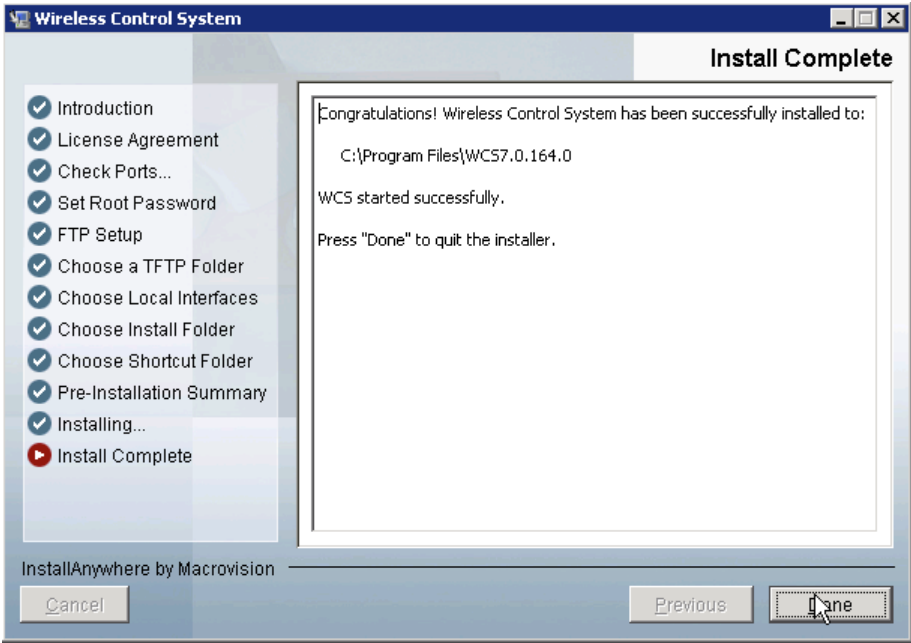 Wireless Control System
Install Complete
Introduction
License Agreement
Check Ports...
Set Root Password
FTP Setup
Choose a TFTP Folder
Choose Local Interfaces
Choose Install Folder
Choose Shortcut Folder
Pre-Installation Summary
Installing...
Install Complete
Congratulations! Wireless Control System has been successfully installed to:
C:\Program Files\WCS7.0.164.0
WCS started successfully.
Press "Done" to quit the installer.
InstallAnywhere by Macrovision
Cancel
Previous
Done